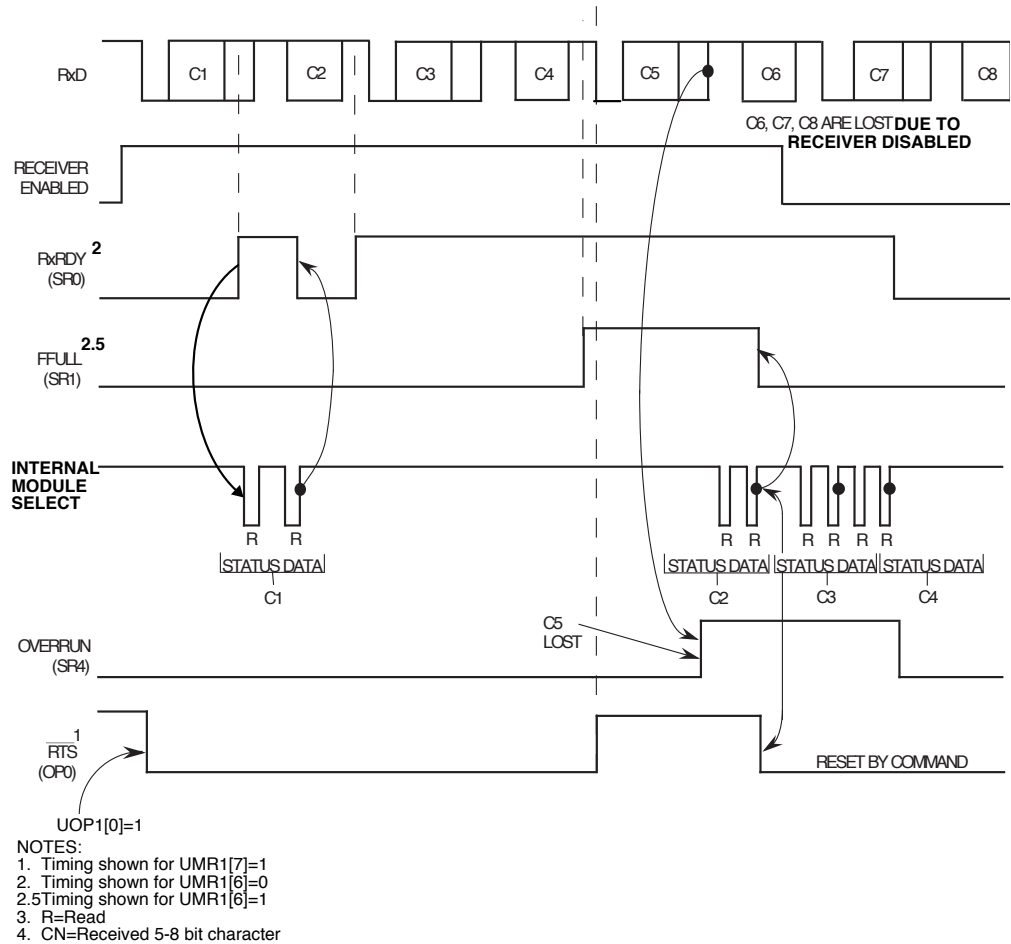 RxD
C1
C2
C3
C4
C5
C6
C7
C8
C6, C7, C8 ARE LOST DUE TO
RECEIVER DISABLED
RECEIVER
ENABLED
RxRDY 2
(SR0)
FFULL 2.5
(SR1)
INTERNAL
MODULE
SELECT
R R R R R R R R
STATUS DATA STATUS DATA STATUS DATA STATUS DATA
C1 C2 C3 C4
C5
LOST
OVERRUN
(SR4)
RTS 1
(OP0)
RESET BY COMMAND
UOP1[0]=1
NOTES:
1. Timing shown for UMR1[7]=1
2. Timing shown for UMR1[6]=0
2.5Timing shown for UMR1[6]=1
3. R=Read
4. CN=Received 5-8 bit character